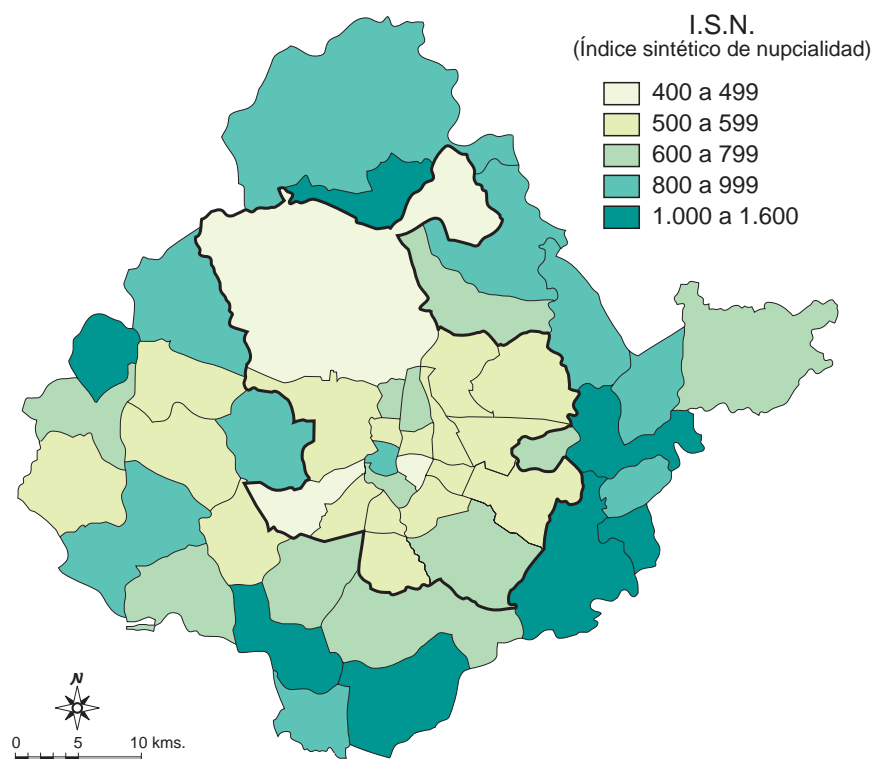 I.S.N.
(Índice sintético de nupcialidad)
400 a 499
500 a 599
600 a 799
800 a 999
1.000 a 1.600
N
0 5 10 kms.